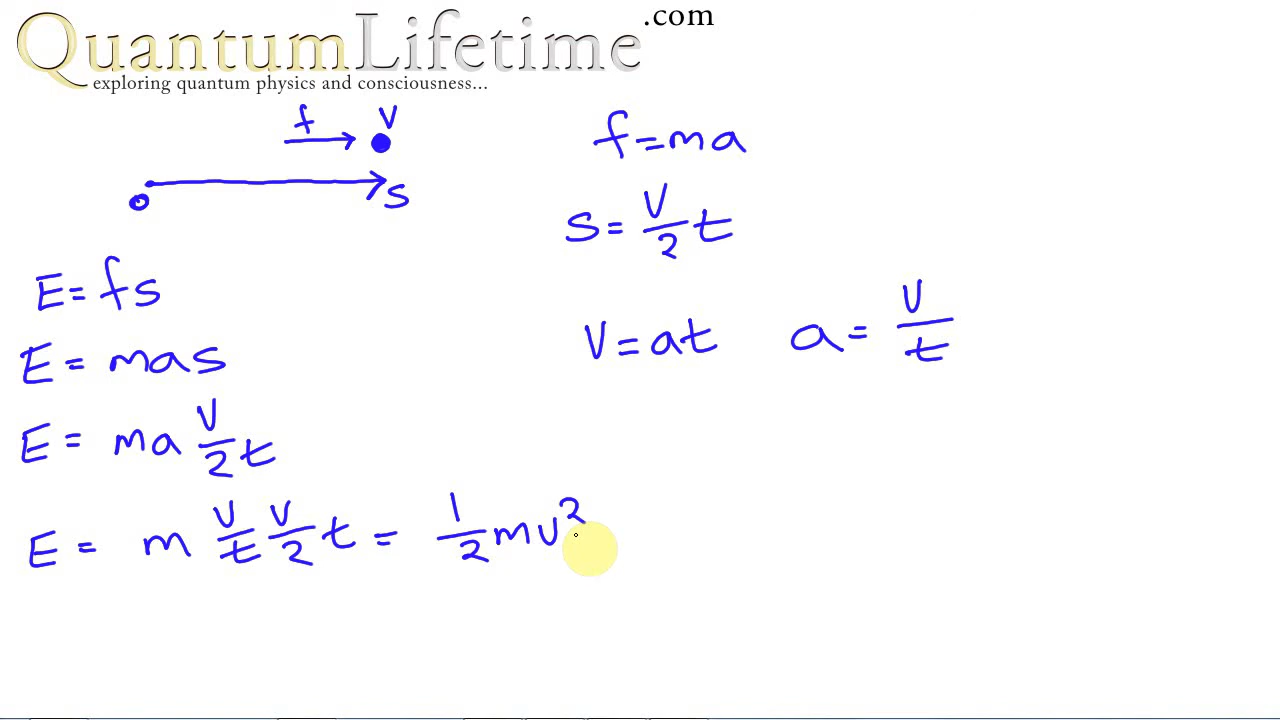 QuantumLifetime.com
exploring quantum physics and consciousness...
f V
S
O
f=ma
S = V/2 t
V = at a = V/t
E = fs
E = mas
E = ma V/2 t
E = m V/t V/2 t = 1/2 mv²